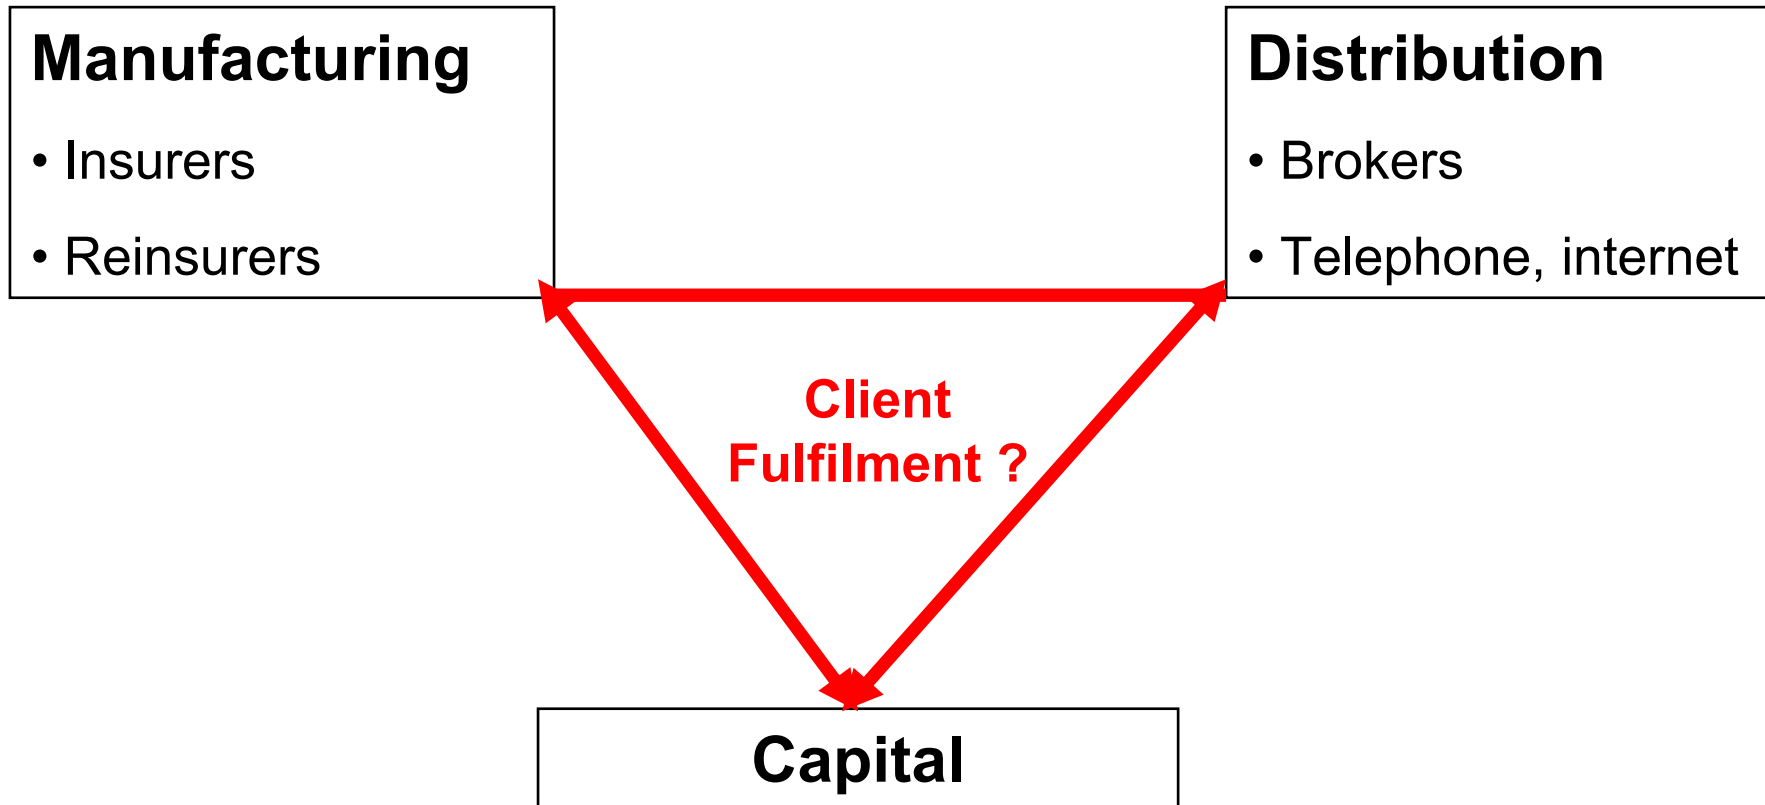 Manufacturing
• Insurers
• Reinsurers
Distribution
• Brokers
• Telephone, internet
Client
Fulfilment ?
Capital